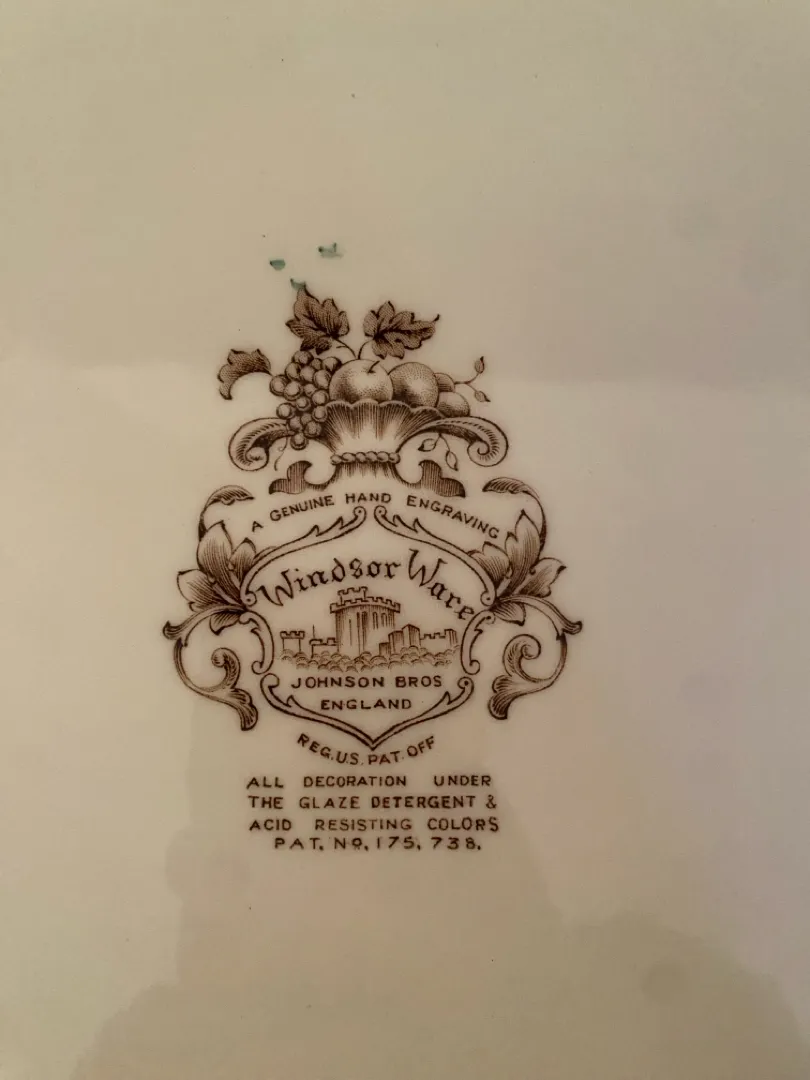 A GENUINE HAND ENGRAVING
Windsor Ware
JOHNSON BROS
ENGLAND
REG. U.S. PAT. OFF
ALL DECORATION UNDER
THE GLAZE DETERGENT &
ACID RESISTING COLORS
PAT. NO. 175, 738.